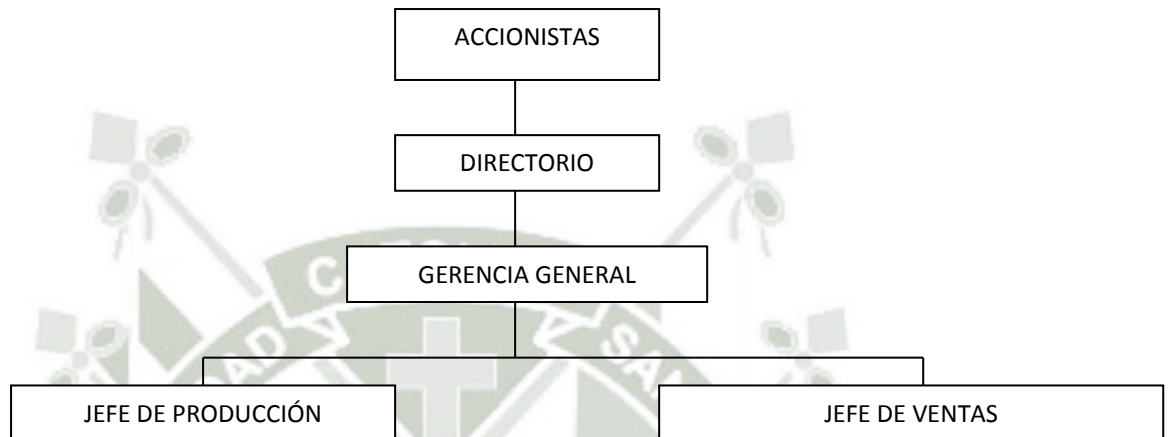 ACCIONISTAS
DIRECTORIO
GERENCIA GENERAL
JEFE DE PRODUCCIÓN
JEFE DE VENTAS